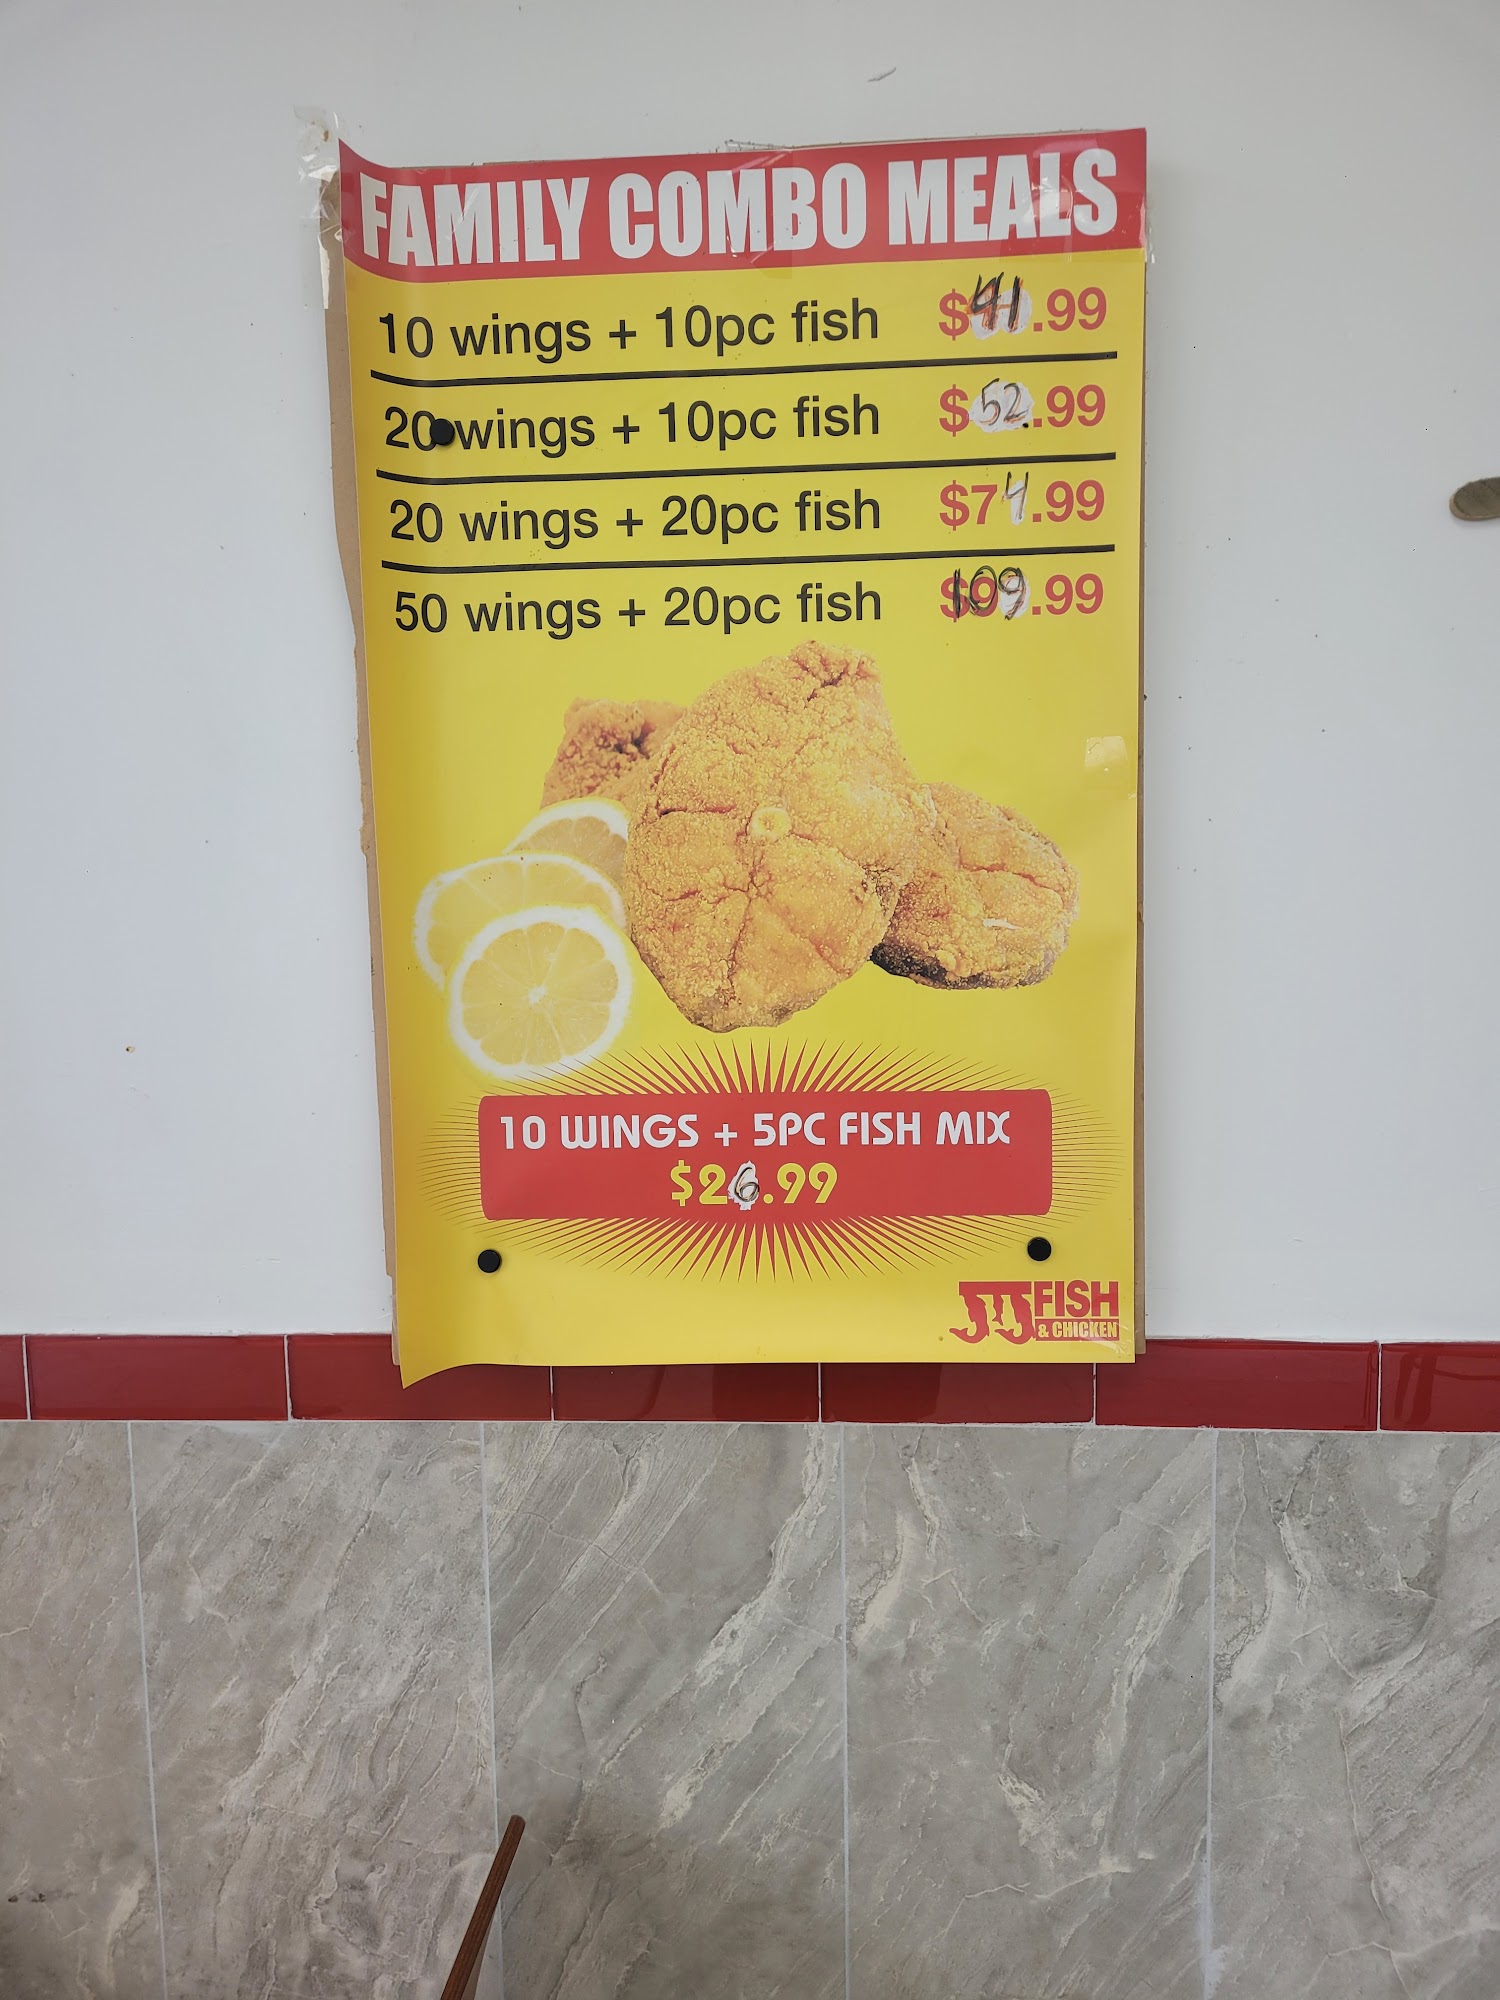 FAMILY COMBO MEALS
10 wings + 10pc fish $41.99
20 wings + 10pc fish $52.99
20 wings + 20pc fish $74.99
50 wings + 20pc fish $109.99
10 WINGS + 5PC FISH MIX
$26.99
JJ FISH
& CHICKEN